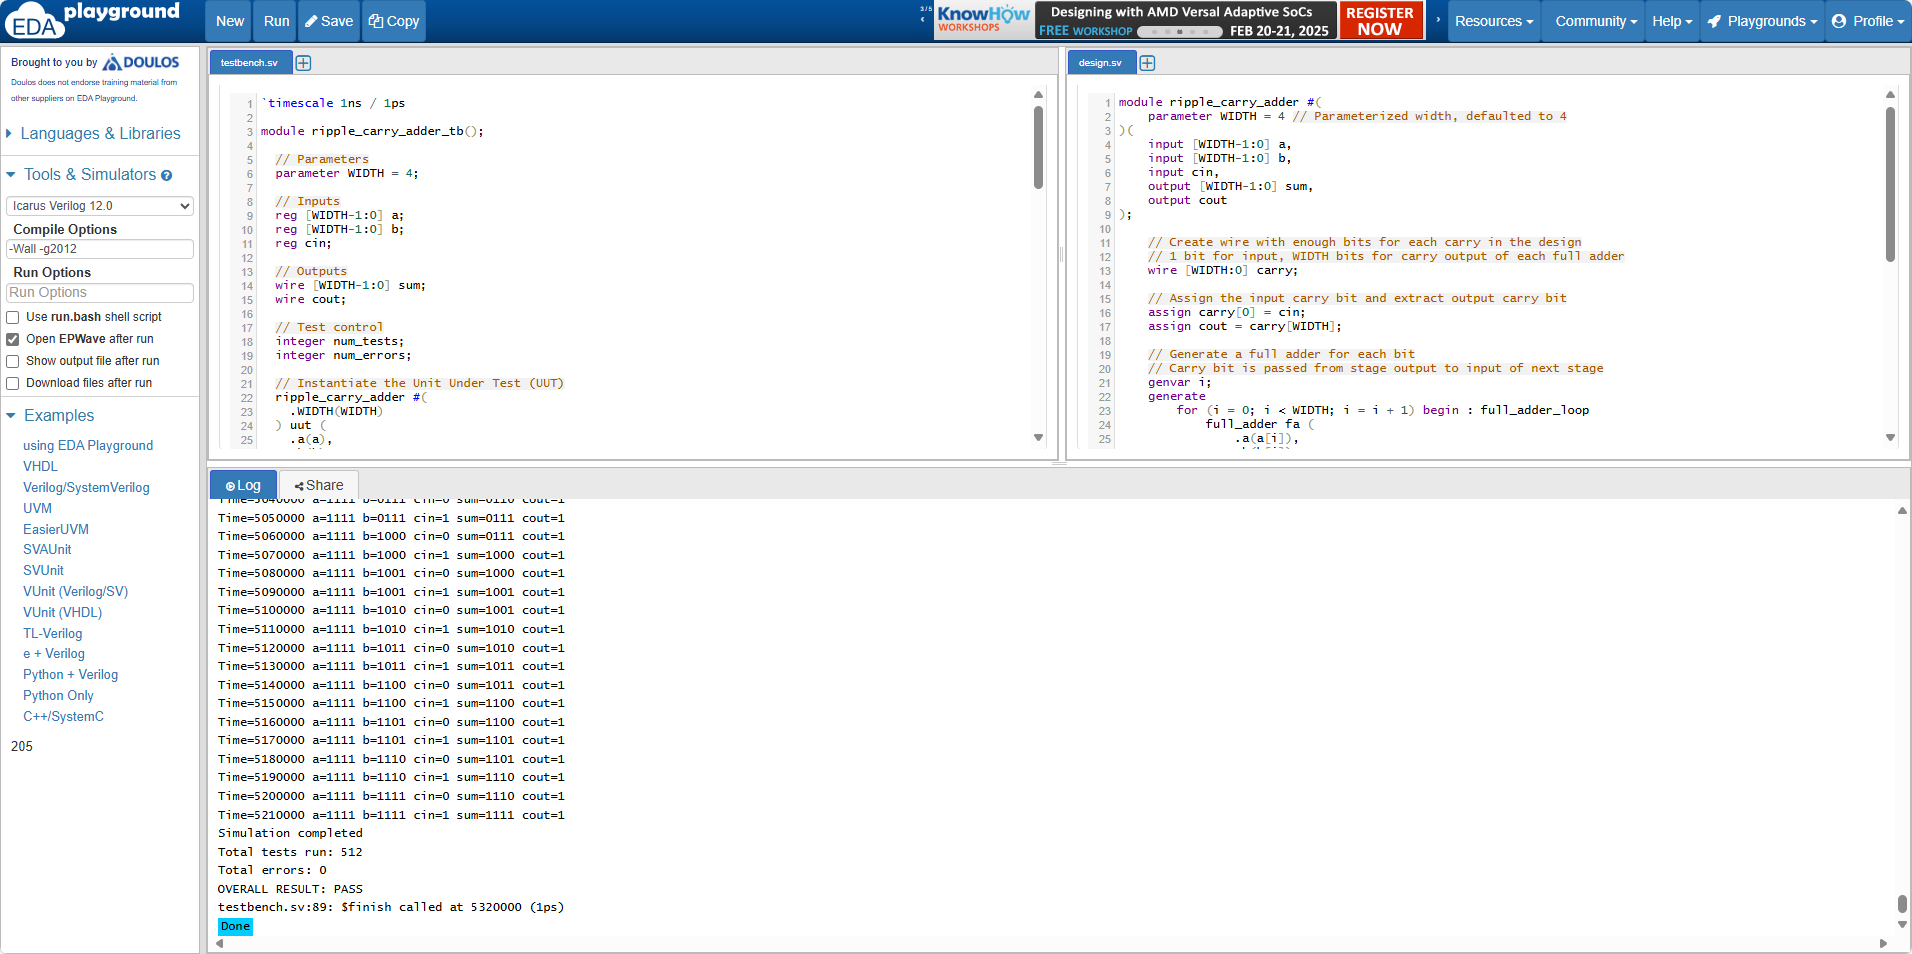 EDA playground
New Run Save Copy
3 / 5
KnowHow WORKSHOPS
Designing with AMD Versal Adaptive SoCs
FREE WORKSHOP FEB 20-21, 2025
REGISTER NOW
Resources Community Help Playgrounds Profile
Brought to you by DOULOS
Doulos does not endorse training material from
other suppliers on EDA Playground.
Languages & Libraries
Tools & Simulators
Icarus Verilog 12.0
Compile Options
-Wall -g2012
Run Options
Run Options
Use run.bash shell script
Open EPWave after run
Show output file after run
Download files after run
Examples
using EDA Playground
VHDL
Verilog/SystemVerilog
UVM
EasierUVM
SVAUnit
SVUnit
VUnit (Verilog/SV)
VUnit (VHDL)
TL-Verilog
e + Verilog
Python + Verilog
Python Only
C++/SystemC
205
testbench.sv
1 `timescale 1ns / 1ps
2
3 module ripple_carry_adder_tb();
4
5 // Parameters
6 parameter WIDTH = 4;
7
8 // Inputs
9 reg [WIDTH-1:0] a;
10 reg [WIDTH-1:0] b;
11 reg cin;
12
13 // Outputs
14 wire [WIDTH-1:0] sum;
15 wire cout;
16
17 // Test control
18 integer num_tests;
19 integer num_errors;
20
21 // Instantiate the Unit Under Test (UUT)
22 ripple_carry_adder #(
23 .WIDTH(WIDTH)
24 ) uut (
25 .a(a),
design.sv
1 module ripple_carry_adder #(
2 parameter WIDTH = 4 // Parameterized width, defaulted to 4
3 )(
4 input [WIDTH-1:0] a,
5 input [WIDTH-1:0] b,
6 input cin,
7 output [WIDTH-1:0] sum,
8 output cout
9 );
10
11 // Create wire with enough bits for each carry in the design
12 // 1 bit for input, WIDTH bits for carry output of each full adder
13 wire [WIDTH:0] carry;
14
15 // Assign the input carry bit and extract output carry bit
16 assign carry[0] = cin;
17 assign cout = carry[WIDTH];
18
19 // Generate a full adder for each bit
20 // Carry bit is passed from stage output to input of next stage
21 genvar i;
22 generate
23 for (i = 0; i < WIDTH; i = i + 1) begin : full_adder_loop
24 full_adder fa (
25 .a(a[i]),
Log Share
Time=5040000 a=1111 b=0111 cin=0 sum=0110 cout=1
Time=5050000 a=1111 b=0111 cin=1 sum=0111 cout=1
Time=5060000 a=1111 b=1000 cin=0 sum=0111 cout=1
Time=5070000 a=1111 b=1000 cin=1 sum=1000 cout=1
Time=5080000 a=1111 b=1001 cin=0 sum=1000 cout=1
Time=5090000 a=1111 b=1001 cin=1 sum=1001 cout=1
Time=5100000 a=1111 b=1010 cin=0 sum=1001 cout=1
Time=5110000 a=1111 b=1010 cin=1 sum=1010 cout=1
Time=5120000 a=1111 b=1011 cin=0 sum=1010 cout=1
Time=5130000 a=1111 b=1011 cin=1 sum=1011 cout=1
Time=5140000 a=1111 b=1100 cin=0 sum=1011 cout=1
Time=5150000 a=1111 b=1100 cin=1 sum=1100 cout=1
Time=5160000 a=1111 b=1101 cin=0 sum=1100 cout=1
Time=5170000 a=1111 b=1101 cin=1 sum=1101 cout=1
Time=5180000 a=1111 b=1110 cin=0 sum=1101 cout=1
Time=5190000 a=1111 b=1110 cin=1 sum=1110 cout=1
Time=5200000 a=1111 b=1111 cin=0 sum=1110 cout=1
Time=5210000 a=1111 b=1111 cin=1 sum=1111 cout=1
Simulation completed
Total tests run: 512
Total errors: 0
OVERALL RESULT: PASS
testbench.sv:89: $finish called at 5320000 (1ps)
Done